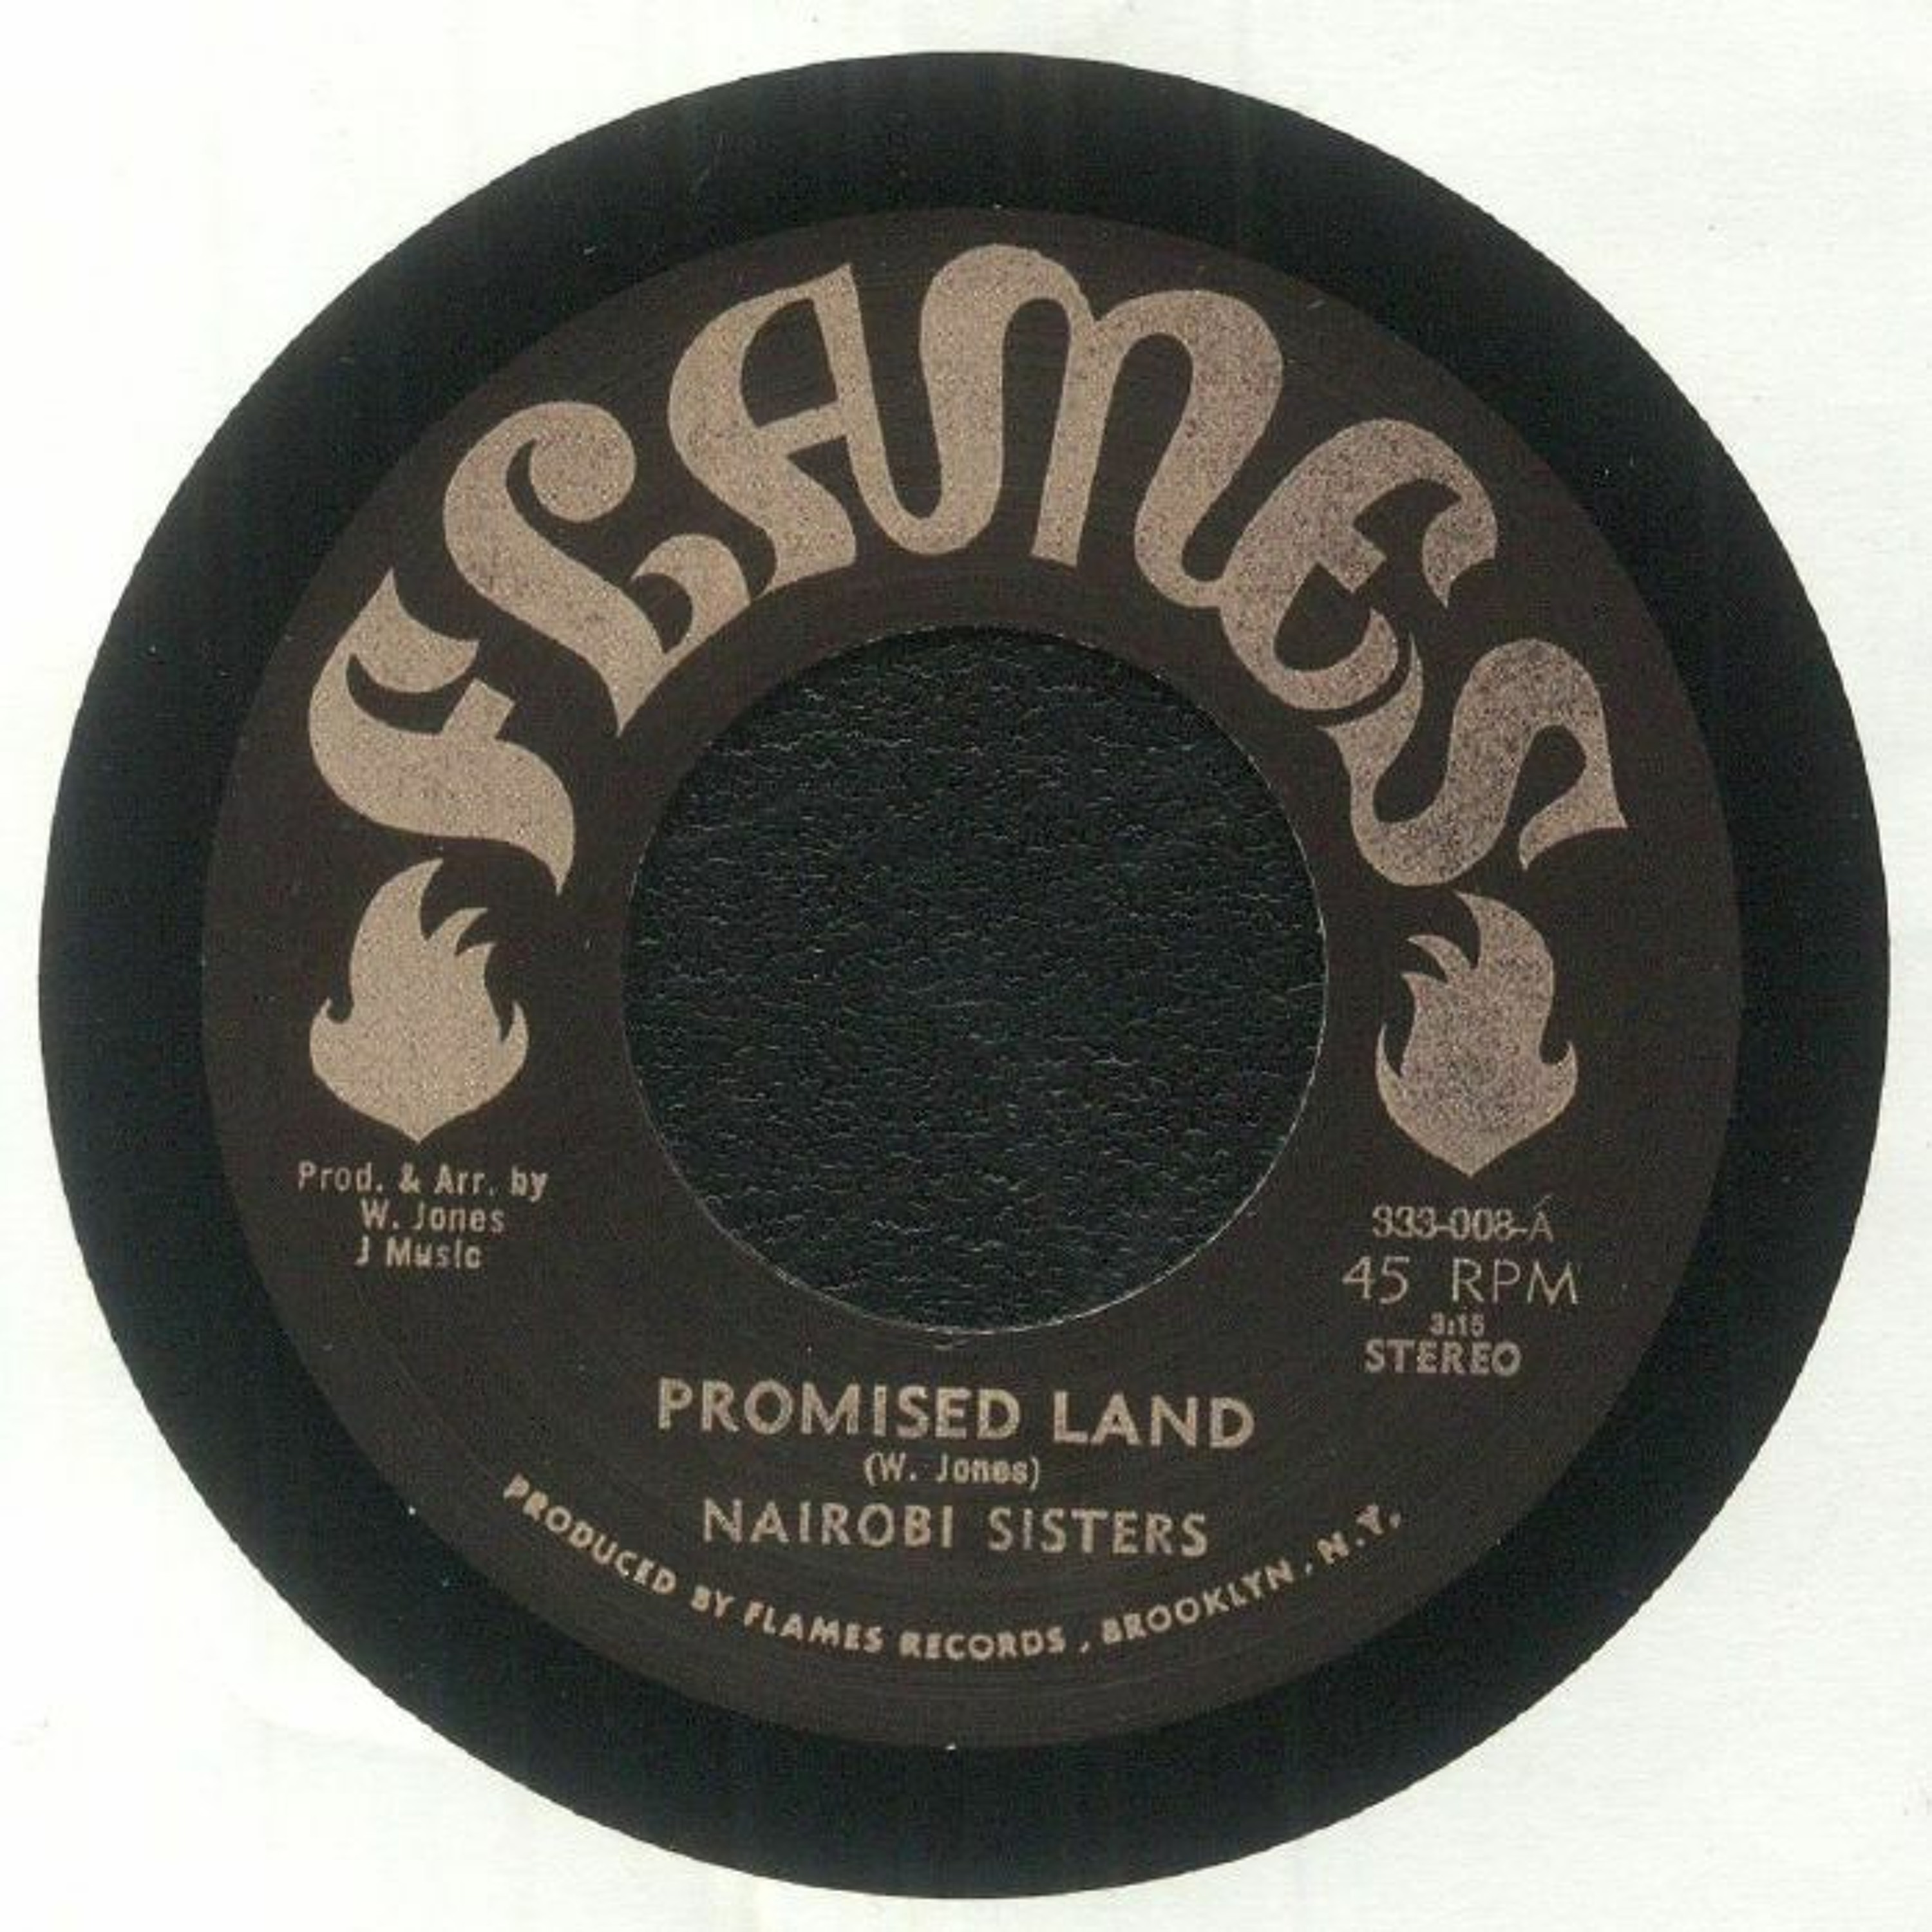 FLAMES
Prod. & Arr. by
W. Jones
J Music
333-008-A
45 RPM
3:15
STEREO
PROMISED LAND
(W. Jones)
NAIROBI SISTERS
PRODUCED BY FLAMES RECORDS, BROOKLYN, N.Y.